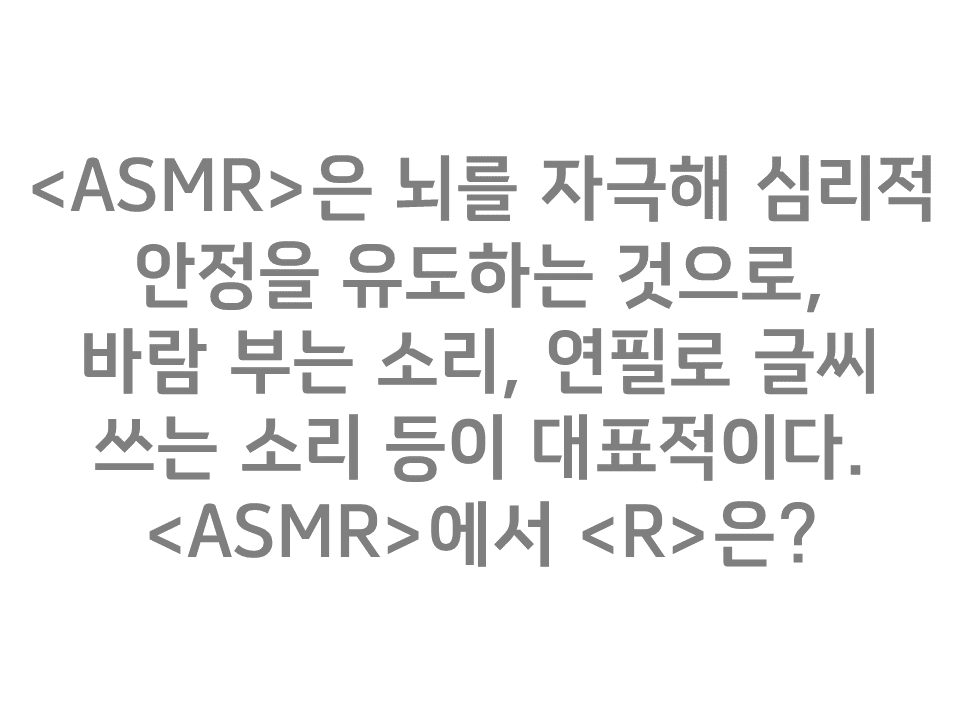 <ASMR>은 뇌를 자극해 심리적
안정을 유도하는 것으로,
바람 부는 소리, 연필로 글씨
쓰는 소리 등이 대표적이다.
<ASMR>에서 <R>은?